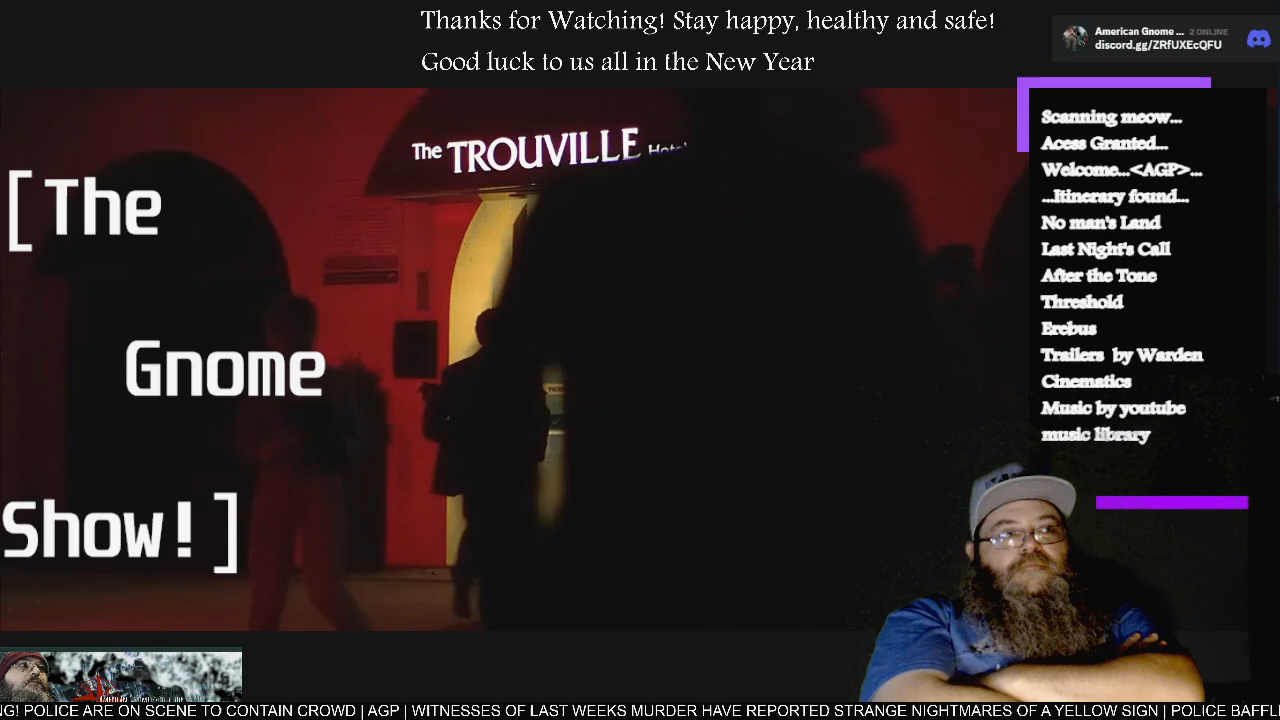 Thanks for Watching! Stay happy, healthy and safe!
Good luck to us all in the New Year
American Gnome ... 2 ONLINE
discord.gg/ZRfUXEcQFU
The TROUVILLE Hotel
[The
Gnome
Show!]
Scanning meow...
Acess Granted...
Welcome...<AGP>...
...Itinerary found...
No man's Land
Last Night's Call
After the Tone
Threshold
Erebus
Trailers by Warden
Cinematics
Music by youtube
music library
NG! POLICE ARE ON SCENE TO CONTAIN CROWD | AGP | WITNESSES OF LAST WEEKS MURDER HAVE REPORTED STRANGE NIGHTMARES OF A YELLOW SIGN | POLICE BAFFL